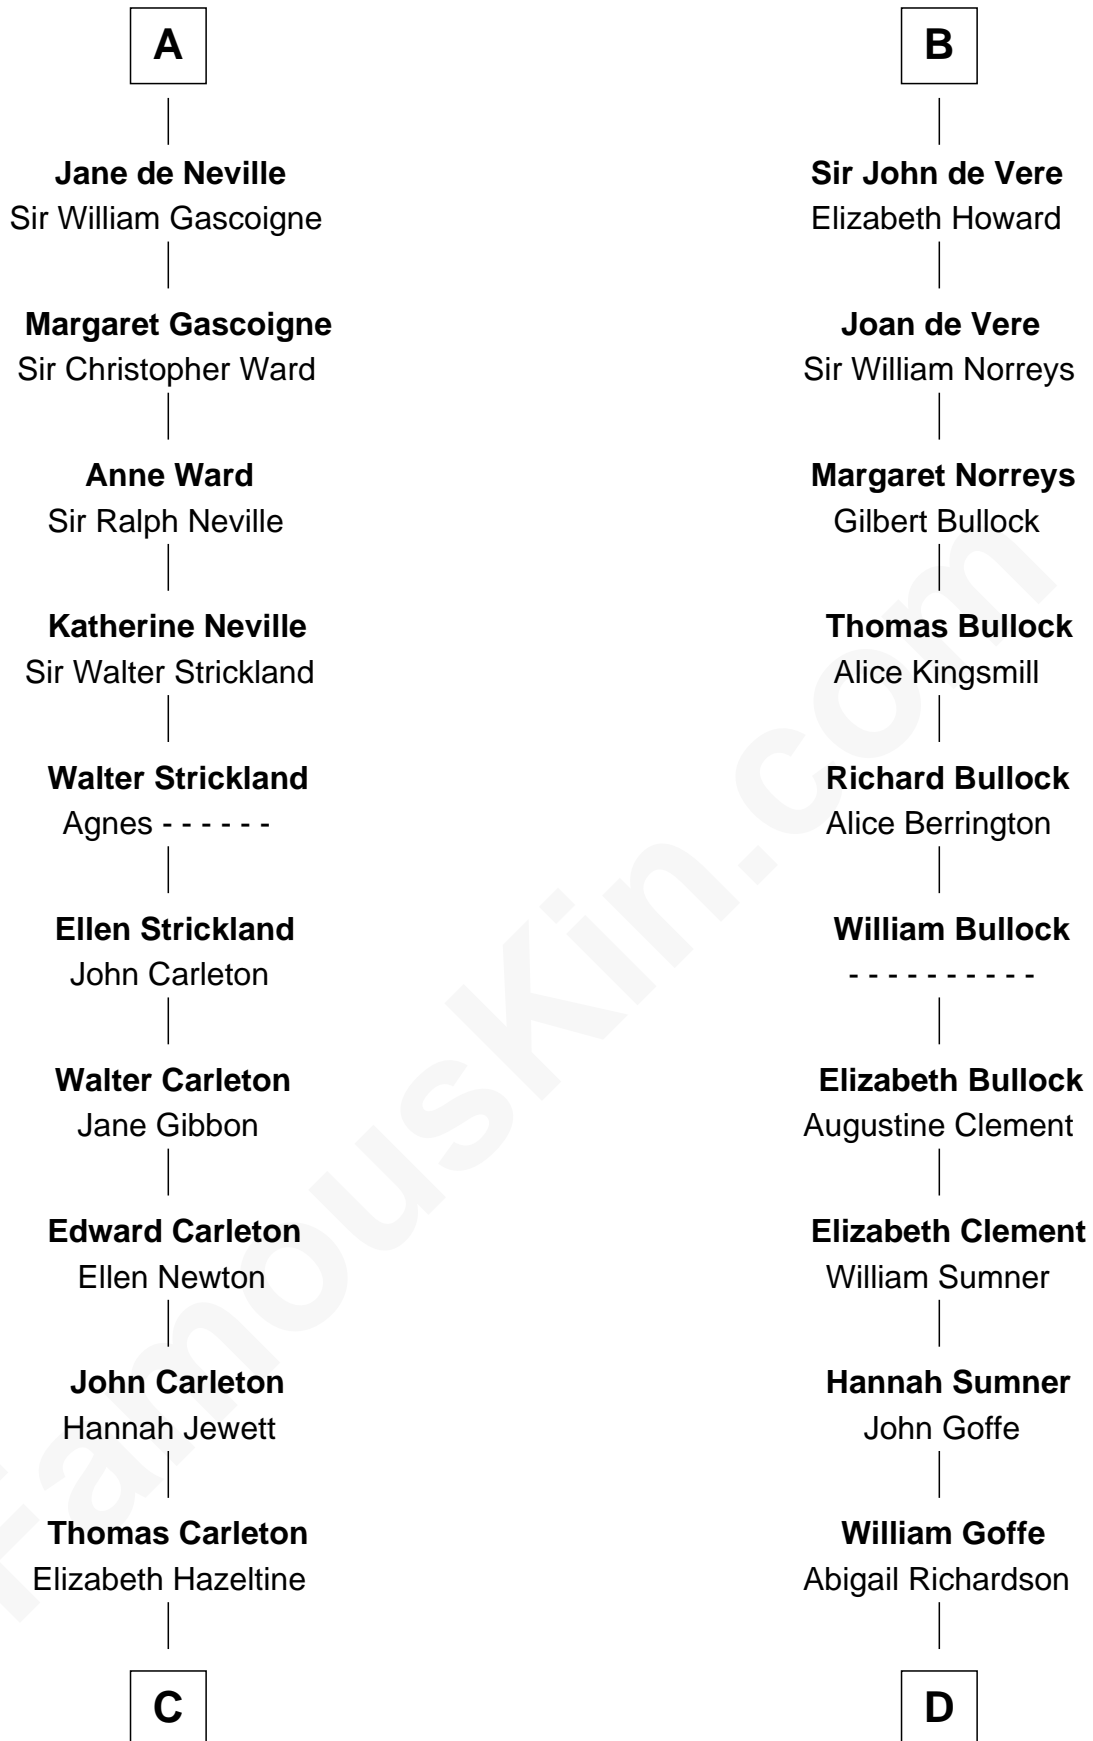 A
Jane de Neville
Sir William Gascoigne
Margaret Gascoigne
Sir Christopher Ward
Anne Ward
Sir Ralph Neville
Katherine Neville
Sir Walter Strickland
Walter Strickland
Agnes - - - - - -
Ellen Strickland
John Carleton
Walter Carleton
Jane Gibbon
Edward Carleton
Ellen Newton
John Carleton
Hannah Jewett
Thomas Carleton
Elizabeth Hazeltine
C
B
Sir John de Vere
Elizabeth Howard
Joan de Vere
Sir William Norreys
Margaret Norreys
Gilbert Bullock
Thomas Bullock
Alice Kingsmill
Richard Bullock
Alice Berrington
William Bullock
- - - - - - - - - -
Elizabeth Bullock
Augustine Clement
Elizabeth Clement
William Sumner
Hannah Sumner
John Goffe
William Goffe
Abigail Richardson
D
FamousKin.com